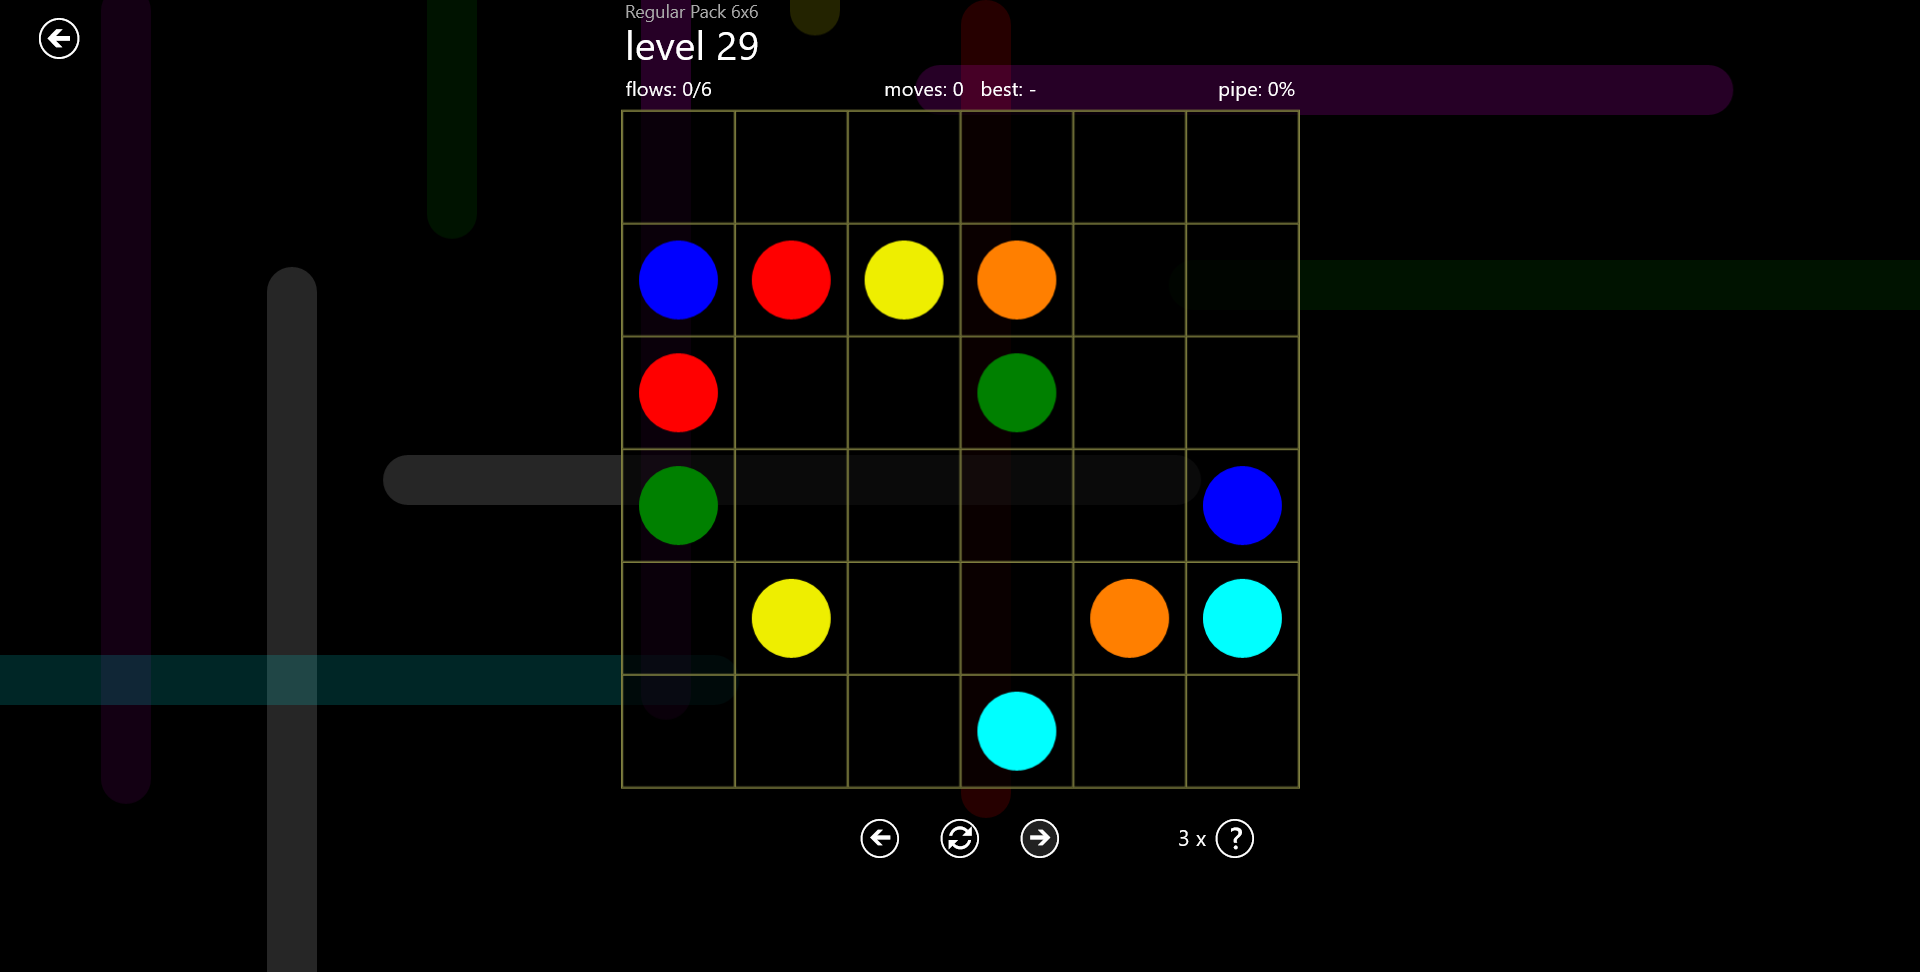 Regular Pack 6x6
level 29
flows: 0/6 moves: 0 best: - pipe: 0%
3 x ?